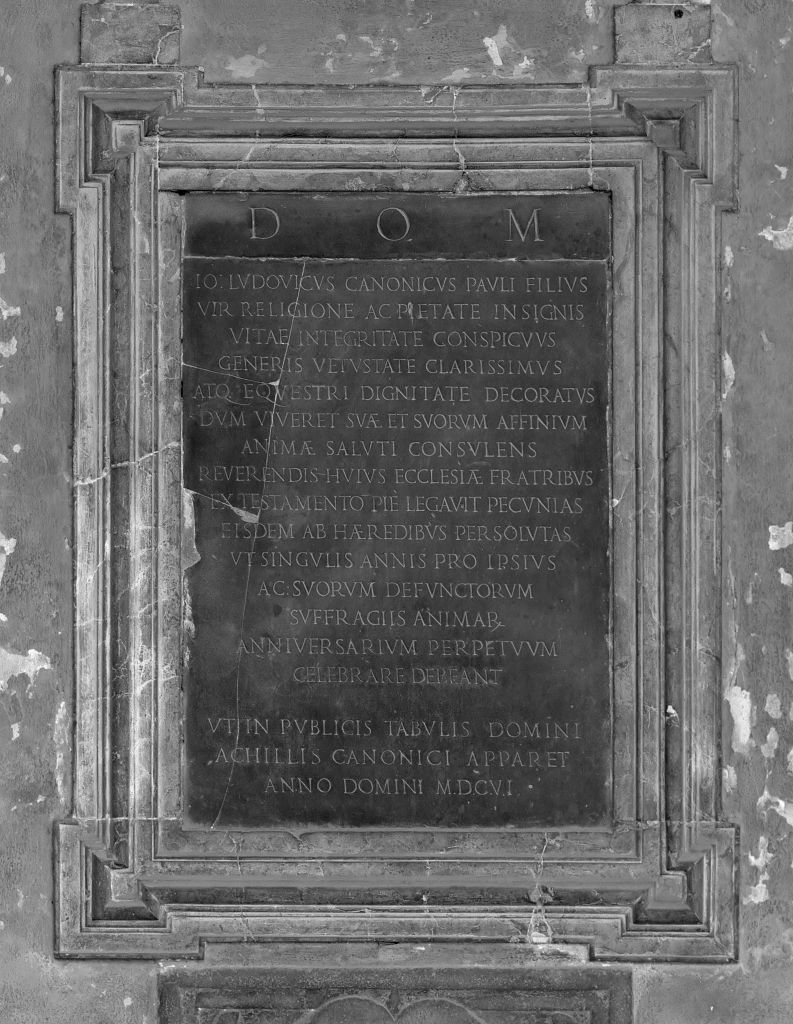 D O M
IO: LVDOVICVS CANONICVS PAVLI FILIVS
VIR RELIGIONE AC PIETATE INSIGNIS
VITAE INTEGRITATE CONSPICVVS
GENERIS VETVSTATE CLARISSIMVS
ATQ. EQVESTRI DIGNITATE DECORATVS
DVM VIVERET SVÆ ET SVORVM AFFINIVM
ANIMÆ SALVTI CONSVLENS
REVERENDIS HVIVS ECCLESIÆ FRATRIBVS
EX TESTAMENTO PIÈ LEGAVIT PECVNIAS
EISDEM AB HÆREDIBVS PERSOLVTAS
VT SINGVLIS ANNIS PRO IPSIVS
AC: SVORVM DEFVNCTORVM
SVFFRAGIIS ANIMAꝜ
ANNIVERSARIVM PERPETVVM
CELEBRARE DEBEANT
VT IN PVBLICIS TABVLIS DOMINI
ACHILLIS CANONICI APPARET
ANNO DOMINI M.DCVI.